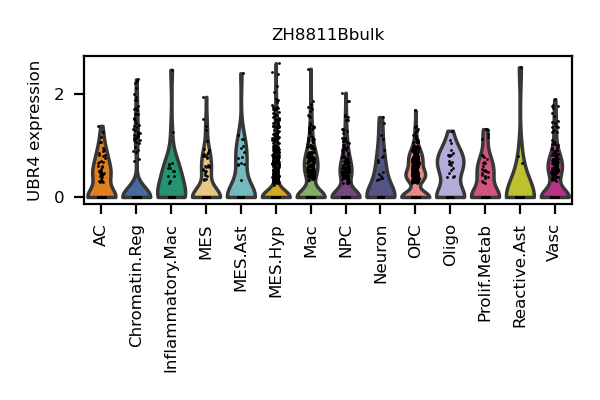 ZH8811Bbulk
UBR4 expression
2
0
AC
Chromatin.Reg
Inflammatory.Mac
MES
MES.Ast
MES.Hyp
Mac
NPC
Neuron
OPC
Oligo
Prolif.Metab
Reactive.Ast
Vasc